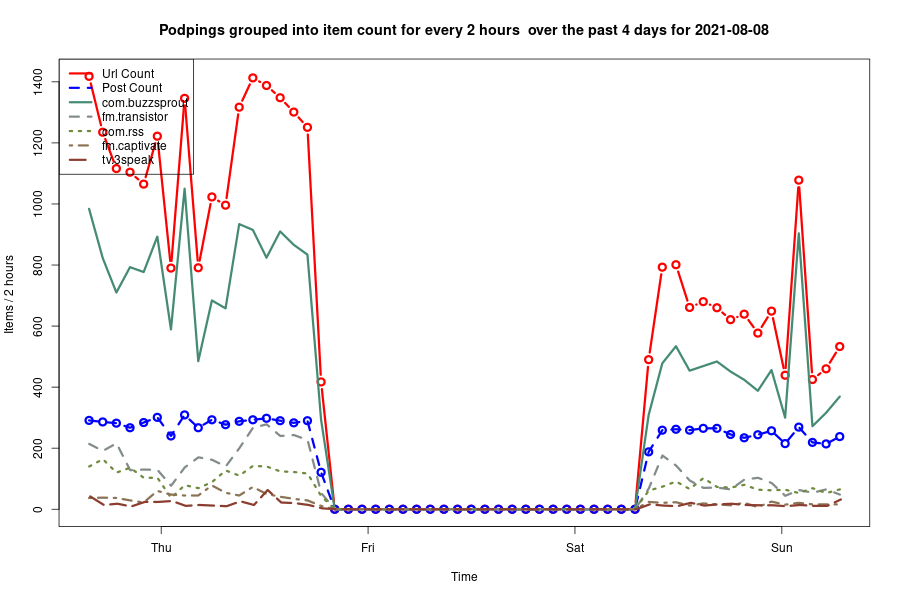 Podpings grouped into item count for every 2 hours  over the past 4 days for 2021-08-08
Url Count
Post Count
com.buzzsprout
fm.transistor
com.rss
fm.captivate
tv.3speak
Items / 2 hours
1400
1200
1000
800
600
400
200
0
Thu
Fri
Sat
Sun
Time